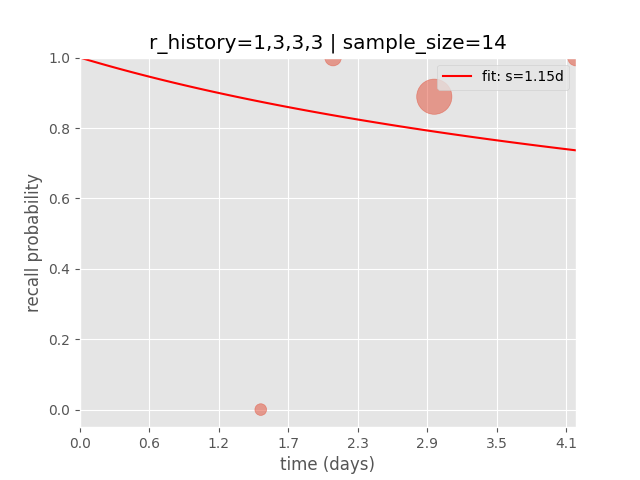 r_history=1,3,3,3 | sample_size=14
fit: s=1.15d
recall probability
1.0
0.8
0.6
0.4
0.2
0.0
0.0 0.6 1.2 1.7 2.3 2.9 3.5 4.1
time (days)